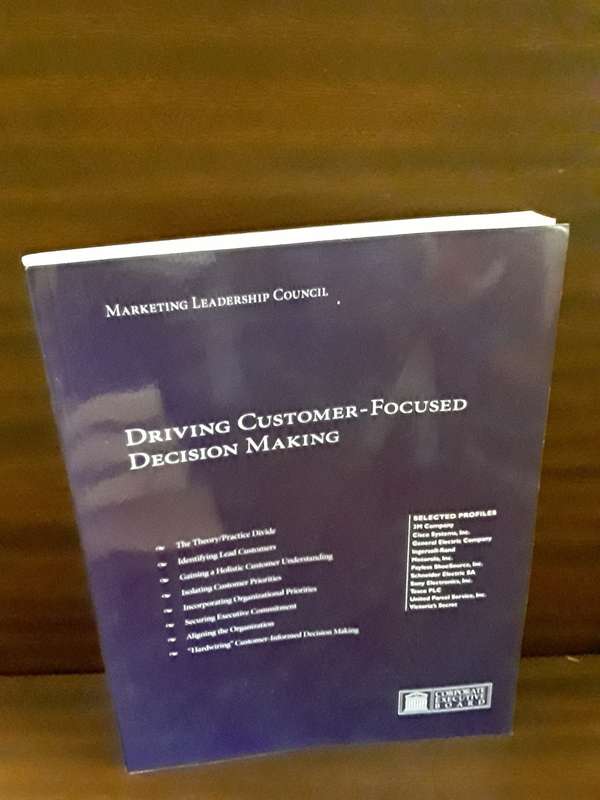 MARKETING LEADERSHIP COUNCIL
DRIVING CUSTOMER-FOCUSED
DECISION MAKING
The Theory/Practice Divide
Identifying Lead Customers
Gaining a Holistic Customer Understanding
Isolating Customer Priorities
Incorporating Organizational Priorities
Securing Executive Commitment
Aligning the Organization
"Hardwiring" Customer-Informed Decision Making
SELECTED PROFILES
3M Company
Cisco Systems, Inc.
General Electric Company
Ingersoll-Rand
Motorola, Inc.
Payless ShoeSource, Inc.
Schneider Electric SA
Sony Electronics, Inc.
Tesco PLC
United Parcel Service, Inc.
Victoria's Secret
CORPORATE
EXECUTIVE
BOARD